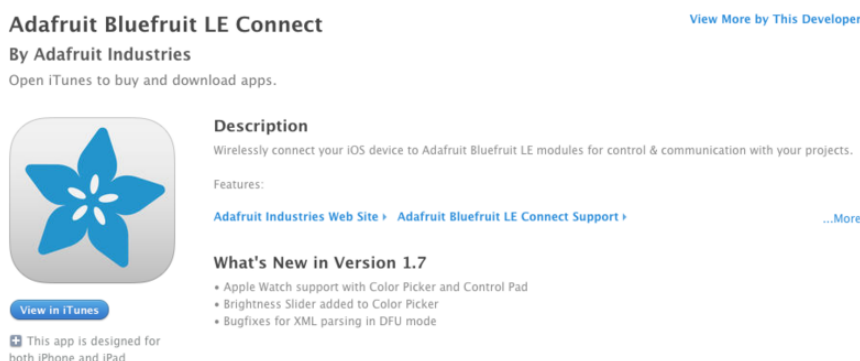 Adafruit Bluefruit LE Connect
View More by This Developer
By Adafruit Industries
Open iTunes to buy and download apps.
Description
Wirelessly connect your iOS device to Adafruit Bluefruit LE modules for control & communication with your projects.
Features:
Adafruit Industries Web Site Adafruit Bluefruit LE Connect Support
...More
What's New in Version 1.7
• Apple Watch support with Color Picker and Control Pad
• Brightness Slider added to Color Picker
• Bugfixes for XML parsing in DFU mode
View in iTunes
This app is designed for
both iPhone and iPad